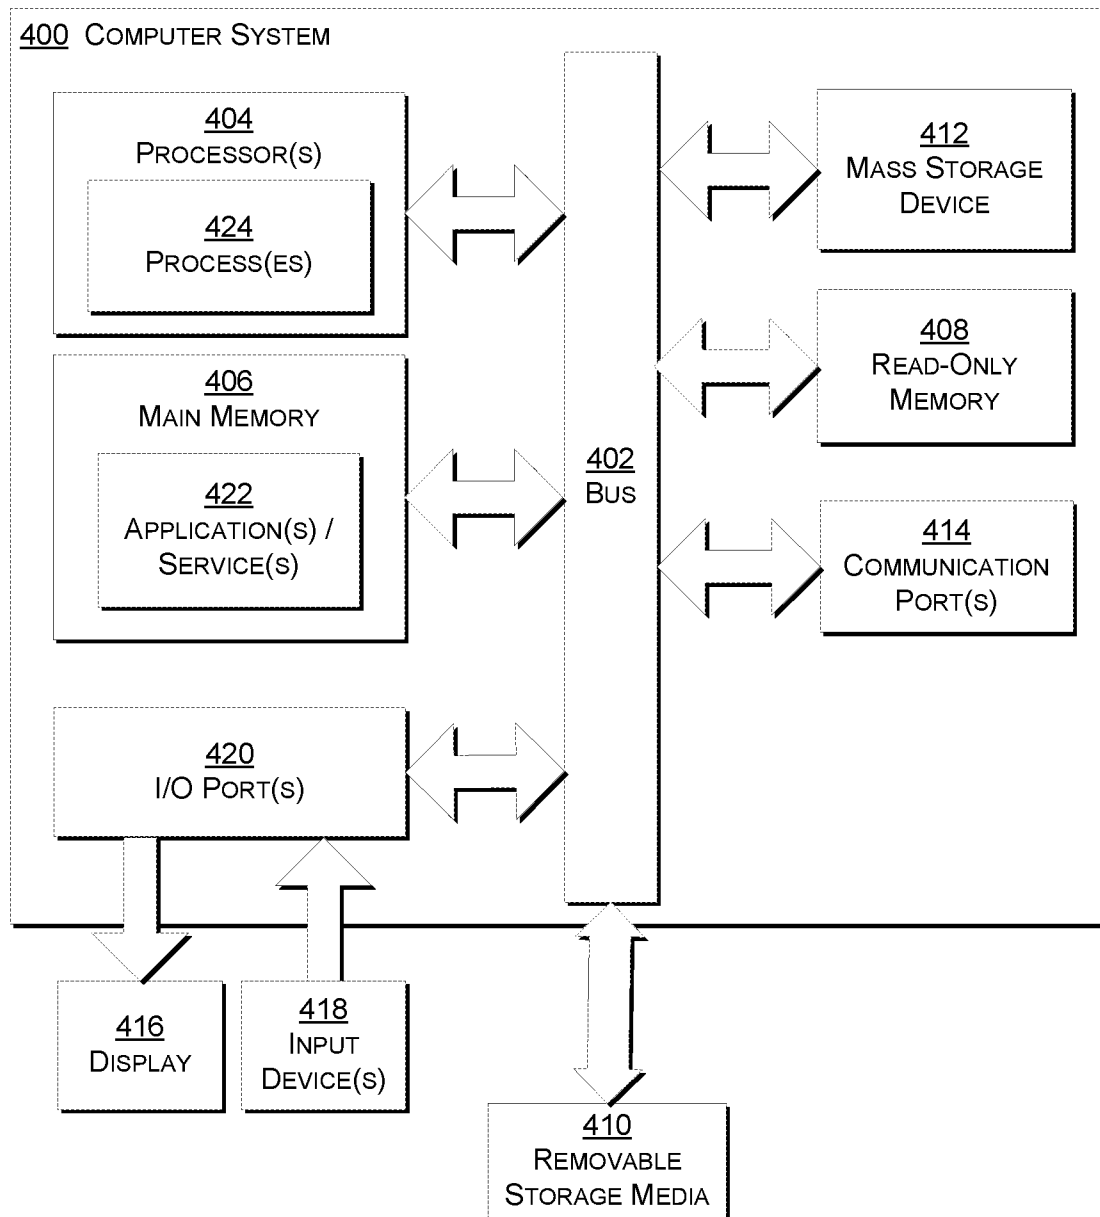 400 COMPUTER SYSTEM
404
PROCESSOR(S)
424
PROCESS(ES)
406
MAIN MEMORY
422
APPLICATION(S) /
SERVICE(S)
420
I/O PORT(S)
402
BUS
412
MASS STORAGE
DEVICE
408
READ-ONLY
MEMORY
414
COMMUNICATION
PORT(S)
416
DISPLAY
418
INPUT
DEVICE(S)
410
REMOVABLE
STORAGE MEDIA